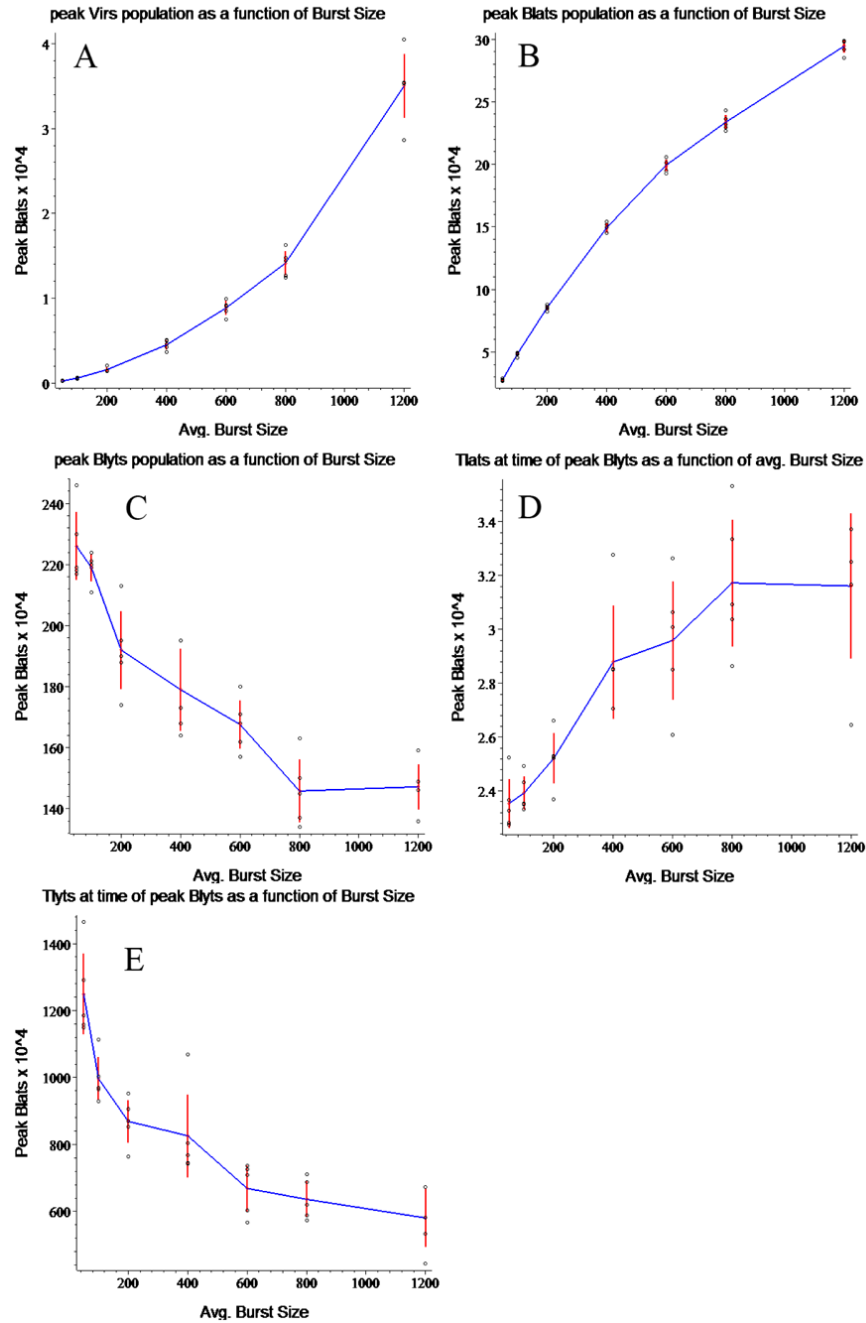 peak Virs population as a function of Burst Size
A
Peak Blats x 10^4
4
3
2
1
0
200 400 600 800 1000 1200
Avg. Burst Size
peak Blats population as a function of Burst Size
B
Peak Blats x 10^4
30
25
20
15
10
5
200 400 600 800 1000 1200
Avg. Burst Size
peak Blyts population as a function of Burst Size
C
Peak Blats x 10^4
240
220
200
180
160
140
200 400 600 800 1000 1200
Avg. Burst Size
Tlats at time of peak Blyts as a function of avg. Burst Size
D
Peak Blats x 10^4
3.4
3.2
3
2.8
2.6
2.4
200 400 600 800 1000 1200
Avg. Burst Size
Tlyts at time of peak Blyts as a function of Burst Size
E
Peak Blats x 10^4
1400
1200
1000
800
600
200 400 600 800 1000 1200
Avg. Burst Size